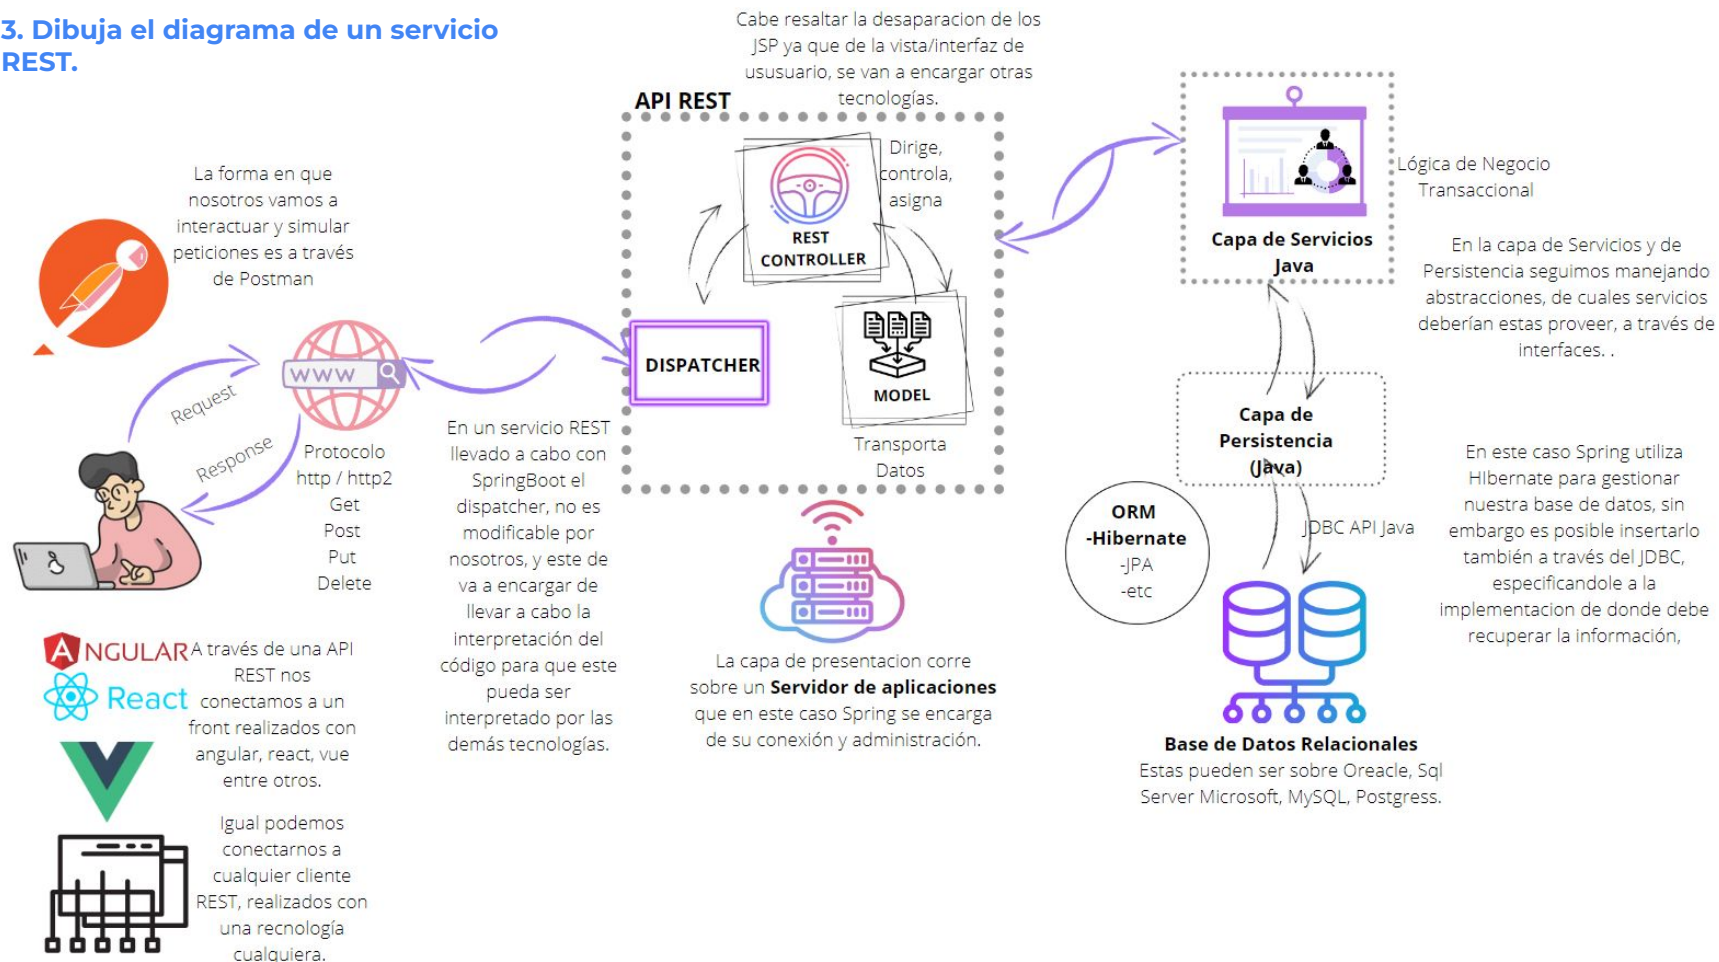 3. Dibuja el diagrama de un servicio
REST.
Cabe resaltar la desaparacion de los
JSP ya que de la vista/interfaz de
ususuario, se van a encargar otras
tecnologías.
API REST
La forma en que
nosotros vamos a
interactuar y simular
peticiones es a través
de Postman
WWW
Request
Response
Protocolo
http / http2
Get
Post
Put
Delete
ANGULAR
React
A través de una API
REST nos
conectamos a un
front realizados con
angular, react, vue
entre otros.
Igual podemos
conectarnos a
cualquier cliente
REST, realizados con
una recnología
cualquiera.
En un servicio REST
llevado a cabo con
SpringBoot el
dispatcher, no es
modificable por
nosotros, y este de
va a encargar de
llevar a cabo la
interpretación del
código para que este
pueda ser
interpretado por las
demás tecnologías.
DISPATCHER
REST
CONTROLLER
Dirige,
controla,
asigna
MODEL
Transporta
Datos
La capa de presentacion corre
sobre un Servidor de aplicaciones
que en este caso Spring se encarga
de su conexión y administración.
Capa de Servicios
Java
Lógica de Negocio
Transaccional
En la capa de Servicios y de
Persistencia seguimos manejando
abstracciones, de cuales servicios
deberían estas proveer, a través de
interfaces. .
Capa de
Persistencia
(Java)
ORM
-Hibernate
-JPA
-etc
JDBC API Java
En este caso Spring utiliza
HIbernate para gestionar
nuestra base de datos, sin
embargo es posible insertarlo
también a través del JDBC,
especificandole a la
implementacion de donde debe
recuperar la información,
Base de Datos Relacionales
Estas pueden ser sobre Oreacle, Sql
Server Microsoft, MySQL, Postgress.